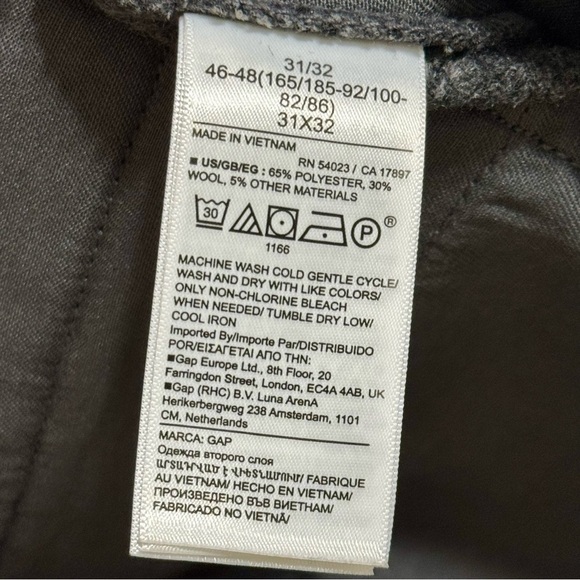 31/32
46-48(165/185-92/100-
82/86)
31X32
MADE IN VIETNAM
RN 54023 / CA 17897
■ US/GB/EG : 65% POLYESTER, 30%
WOOL, 5% OTHER MATERIALS
30 P ®
1166
MACHINE WASH COLD GENTLE CYCLE/
WASH AND DRY WITH LIKE COLORS/
ONLY NON-CHLORINE BLEACH
WHEN NEEDED/ TUMBLE DRY LOW/
COOL IRON
Imported By/Importe Par/DISTRIBUIDO
POR/ΕΙΣΑΓΕΤΑΙ ΑΠΟ ΤΗΝ:
■Gap Europe Ltd., 8th Floor, 20
Farringdon Street, London, EC4A 4AB, UK
■Gap (RHC) B.V. Luna ArenA
Herikerbergweg 238 Amsterdam, 1101
CM, Netherlands
MARCA: GAP
Одежда второго слоя
ԱՐՏԱԴՐՎԱԾ Է ՎԻԵՏՆԱՄՈՒՄ/ FABRIQUE
AU VIETNAM/ HECHO EN VIETNAM/
ПРОИЗВЕДЕНО ВЪВ ВИЕТНАМ/
FABRICADO NO VIETNÃ/